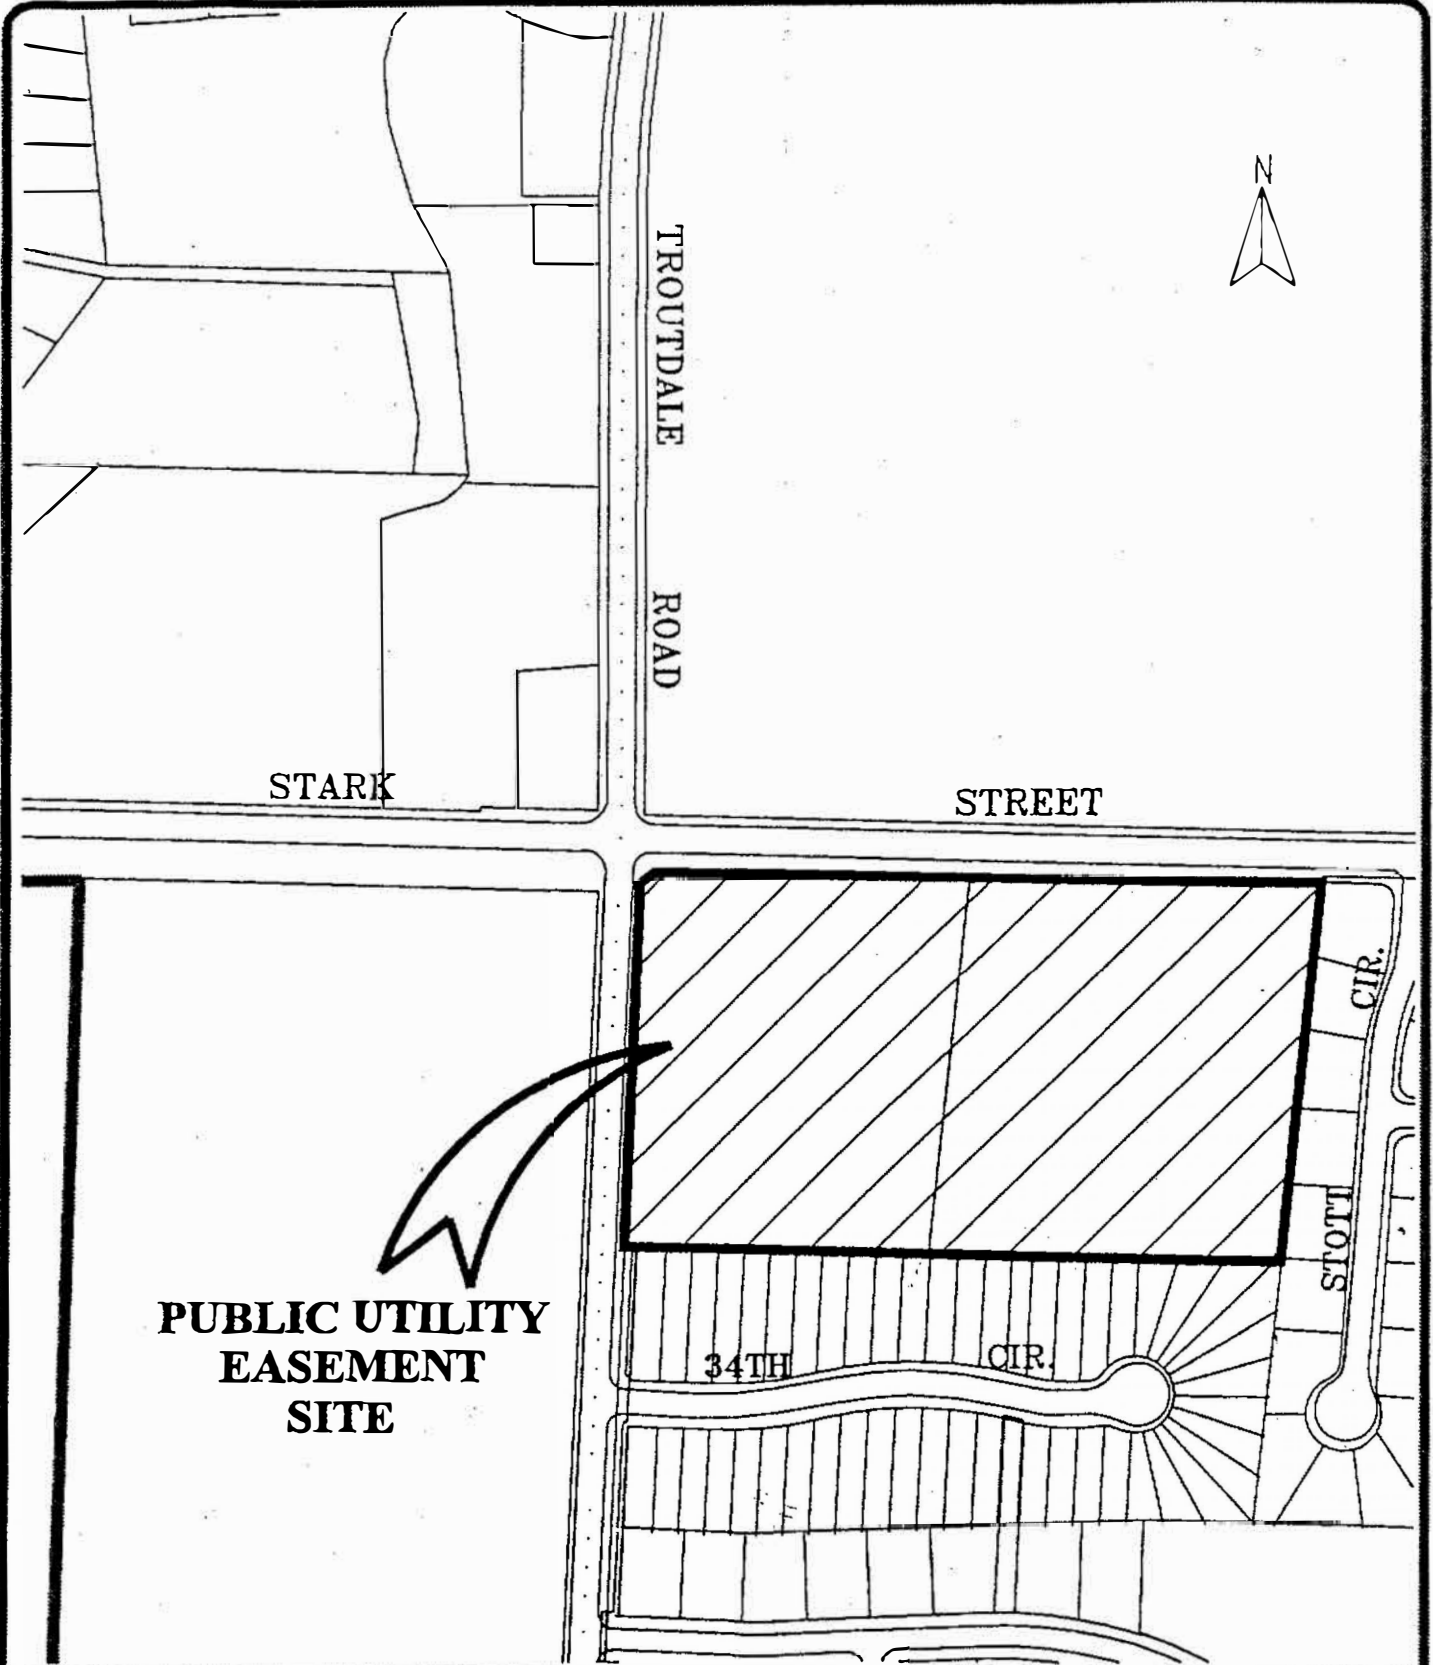 N
TROUTDALE
ROAD
STARK
STREET
CIR.
STOTT
PUBLIC UTILITY
EASEMENT
SITE
34TH
CIR.